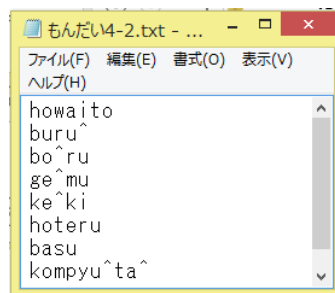 もんだい4-2.txt - ...
ファイル(F) 編集(E) 書式(O) 表示(V)
ヘルプ(H)
howaito
buru^
bo^ru
ge^mu
ke^ki
hoteru
basu
kompyu^ta^